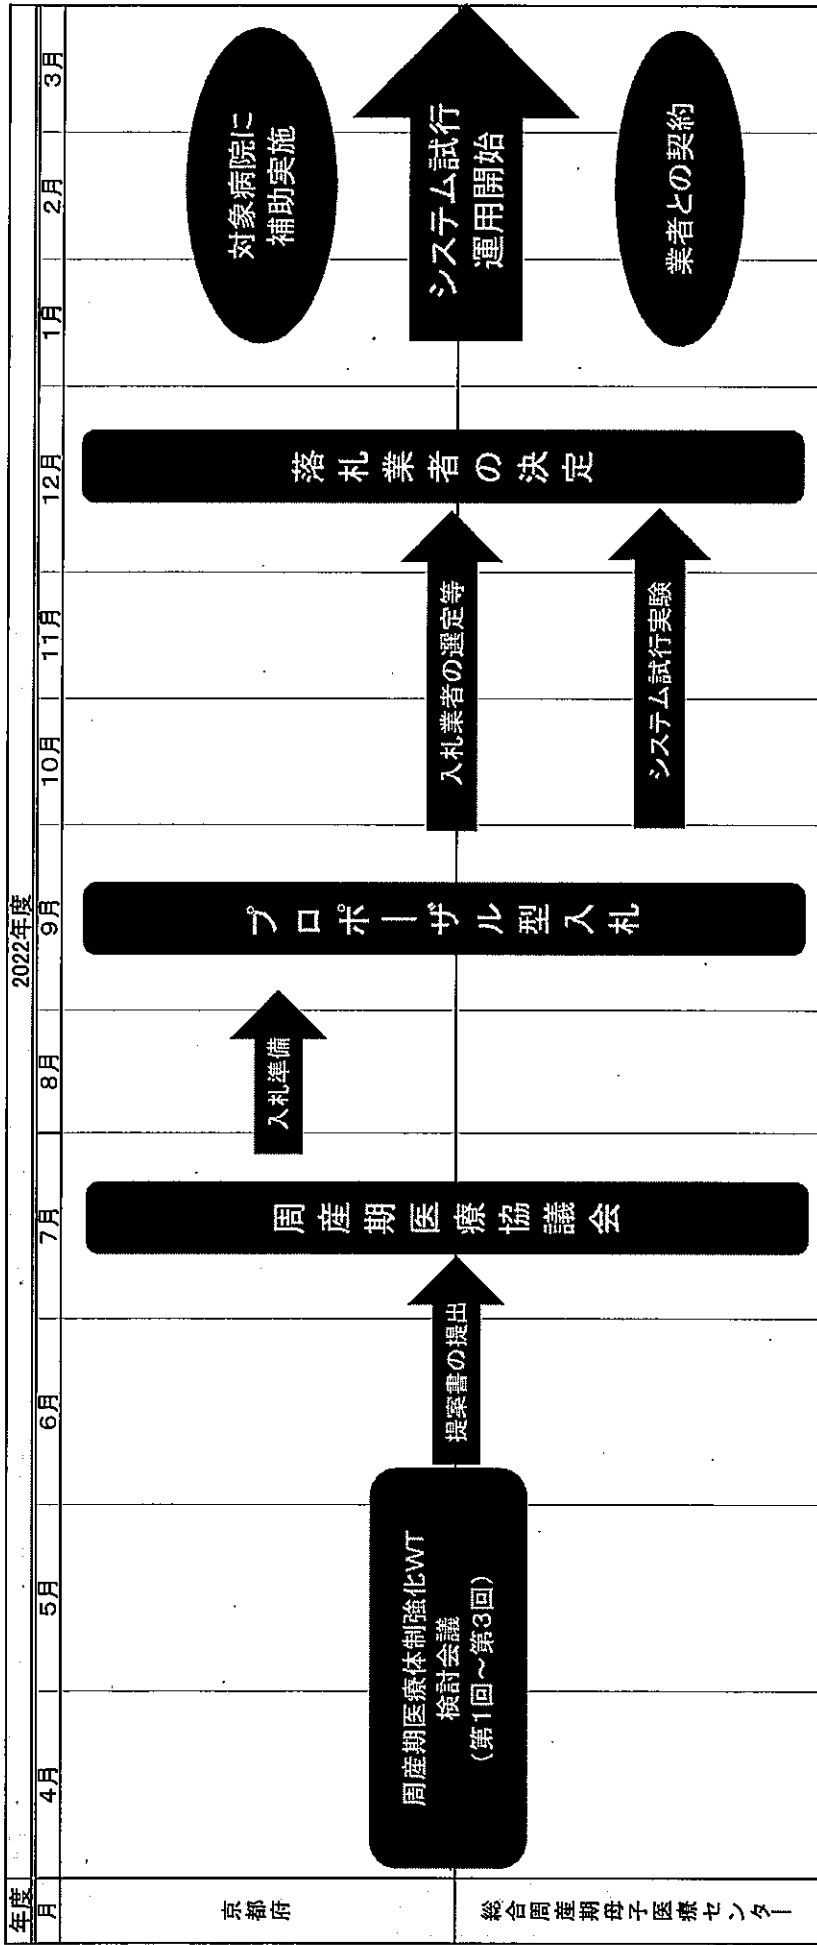 年度
2022年度
月
4月
5月
6月
7月
8月
9月
10月
11月
12月
1月
2月
3月
京都府
総合周産期母子医療センター
周産期医療体制強化WT
検討会議
(第1回～第3回)
提案書の提出
周産期医療協議会
入札準備
プロポーザル型入札
入札業者の選定等
システム試行実験
落札業者の決定
対象病院に
補助実施
システム試行
運用開始
業者との契約